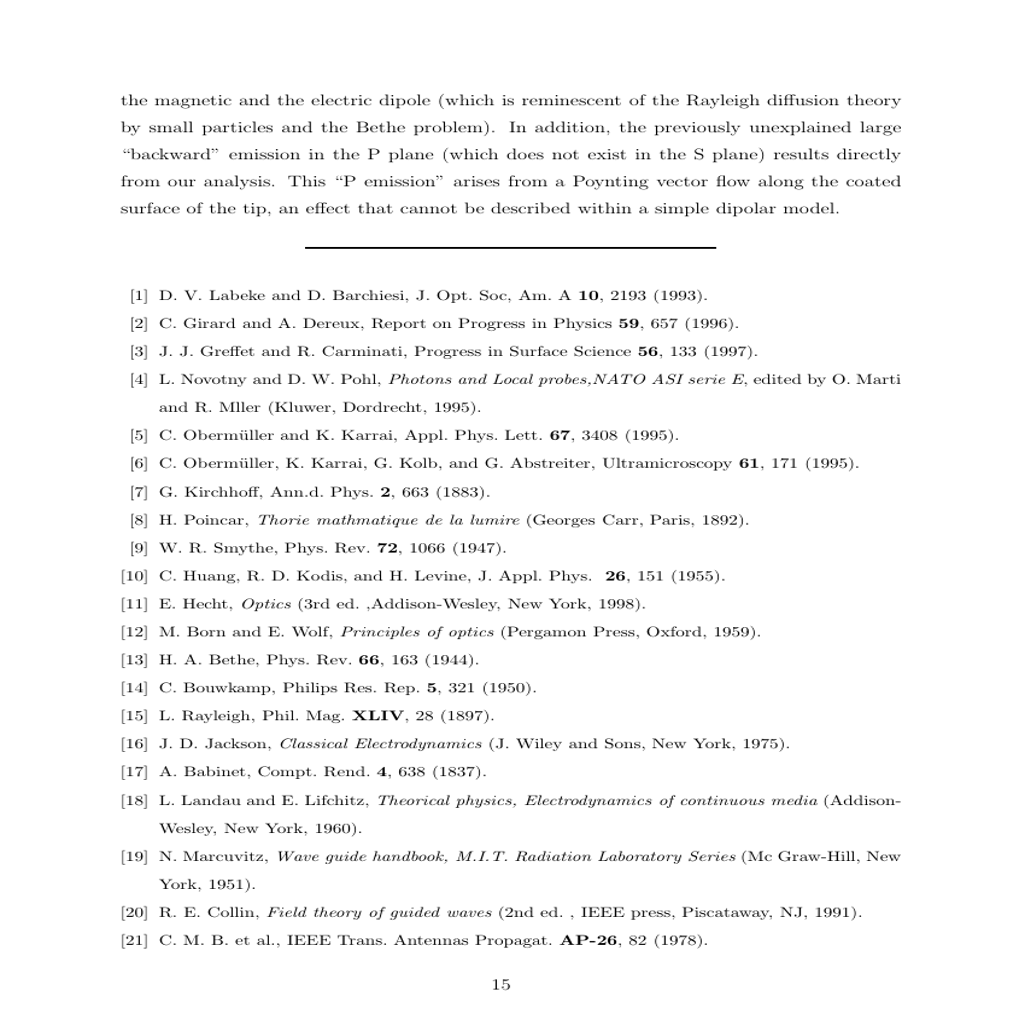 the magnetic and the electric dipole (which is reminescent of the Rayleigh diffusion theory
by small particles and the Bethe problem). In addition, the previously unexplained large
“backward” emission in the P plane (which does not exist in the S plane) results directly
from our analysis. This “P emission” arises from a Poynting vector flow along the coated
surface of the tip, an effect that cannot be described within a simple dipolar model.
[1] D. V. Labeke and D. Barchiesi, J. Opt. Soc, Am. A 10, 2193 (1993).
[2] C. Girard and A. Dereux, Report on Progress in Physics 59, 657 (1996).
[3] J. J. Greffet and R. Carminati, Progress in Surface Science 56, 133 (1997).
[4] L. Novotny and D. W. Pohl, Photons and Local probes,NATO ASI serie E, edited by O. Marti
and R. Mller (Kluwer, Dordrecht, 1995).
[5] C. Obermüller and K. Karrai, Appl. Phys. Lett. 67, 3408 (1995).
[6] C. Obermüller, K. Karrai, G. Kolb, and G. Abstreiter, Ultramicroscopy 61, 171 (1995).
[7] G. Kirchhoff, Ann.d. Phys. 2, 663 (1883).
[8] H. Poincar, Thorie mathmatique de la lumire (Georges Carr, Paris, 1892).
[9] W. R. Smythe, Phys. Rev. 72, 1066 (1947).
[10] C. Huang, R. D. Kodis, and H. Levine, J. Appl. Phys. 26, 151 (1955).
[11] E. Hecht, Optics (3rd ed. ,Addison-Wesley, New York, 1998).
[12] M. Born and E. Wolf, Principles of optics (Pergamon Press, Oxford, 1959).
[13] H. A. Bethe, Phys. Rev. 66, 163 (1944).
[14] C. Bouwkamp, Philips Res. Rep. 5, 321 (1950).
[15] L. Rayleigh, Phil. Mag. XLIV, 28 (1897).
[16] J. D. Jackson, Classical Electrodynamics (J. Wiley and Sons, New York, 1975).
[17] A. Babinet, Compt. Rend. 4, 638 (1837).
[18] L. Landau and E. Lifchitz, Theorical physics, Electrodynamics of continuous media (Addison-
Wesley, New York, 1960).
[19] N. Marcuvitz, Wave guide handbook, M.I.T. Radiation Laboratory Series (Mc Graw-Hill, New
York, 1951).
[20] R. E. Collin, Field theory of guided waves (2nd ed. , IEEE press, Piscataway, NJ, 1991).
[21] C. M. B. et al., IEEE Trans. Antennas Propagat. AP-26, 82 (1978).
15